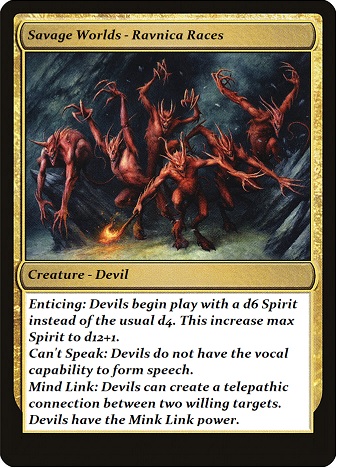 Savage Worlds - Ravnica Races
Creature - Devil
Enticing: Devils begin play with a d6 Spirit
instead of the usual d4. This increase max
Spirit to d12+1.
Can't Speak: Devils do not have the vocal
capability to form speech.
Mind Link: Devils can create a telepathic
connection between two willing targets.
Devils have the Mink Link power.